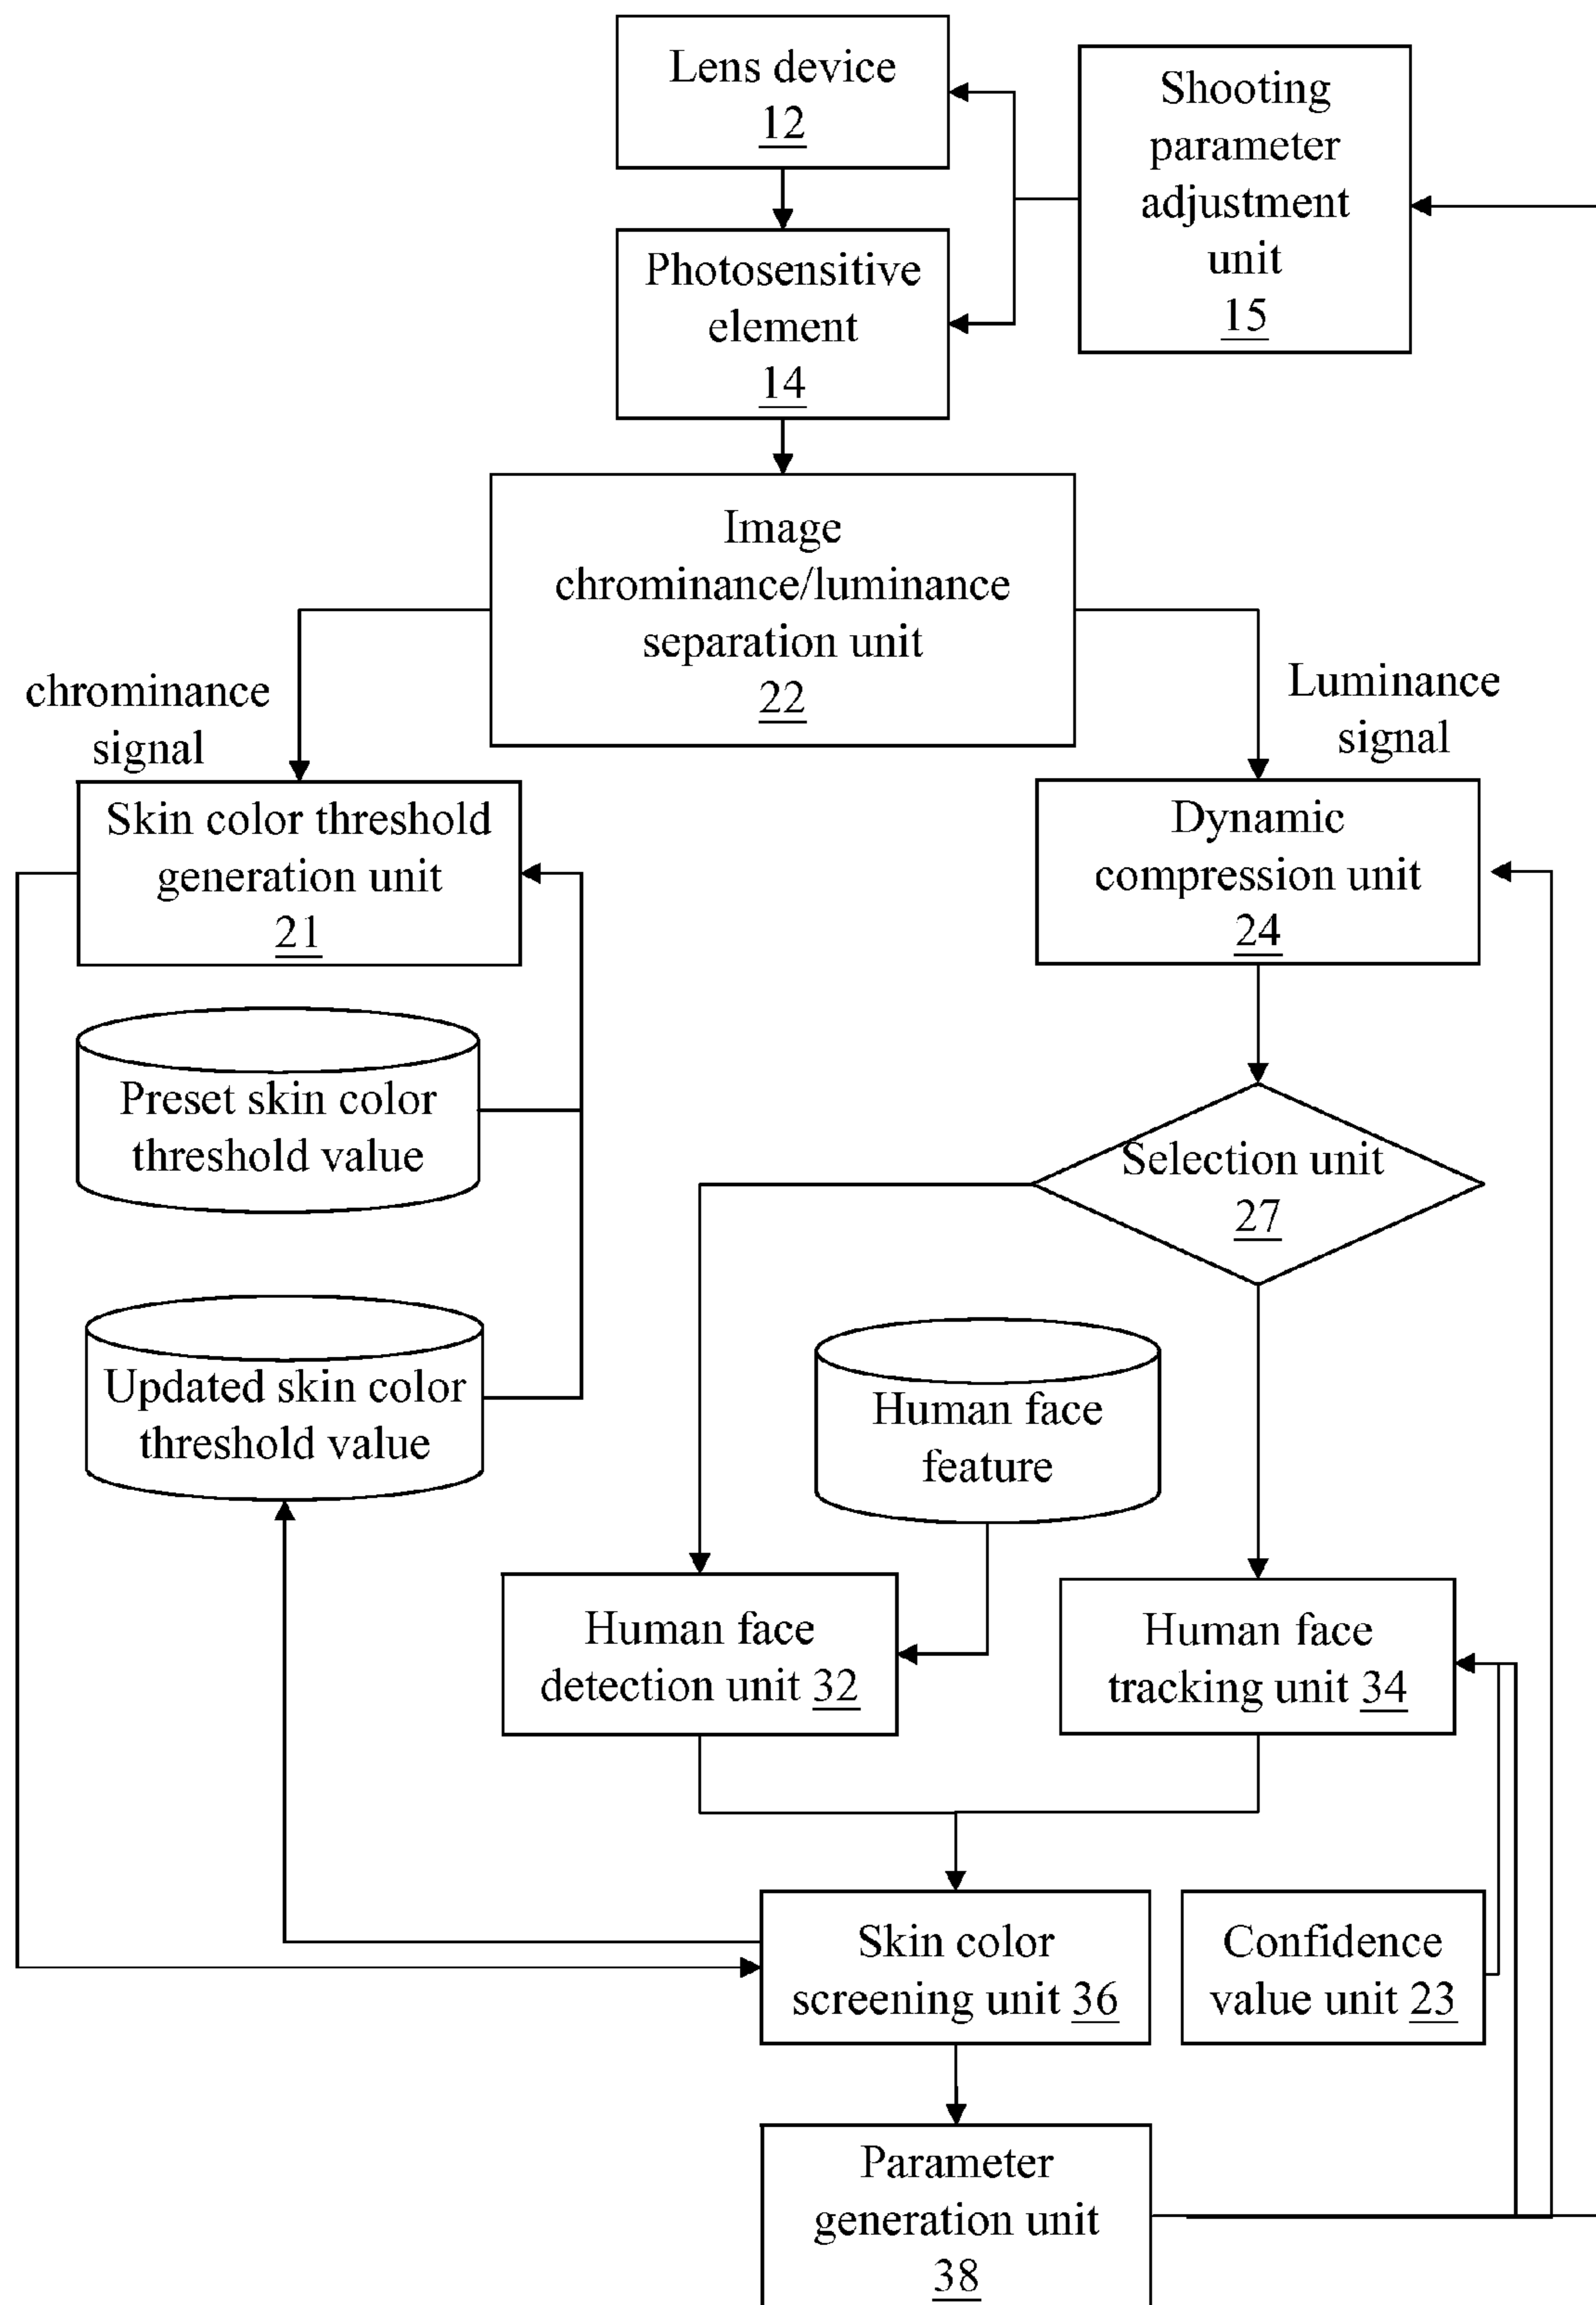 Lens device
12
Shooting
parameter
adjustment
unit
15
Photosensitive
element
14
Image
chrominance/luminance
separation unit
22
chrominance
signal
Luminance
signal
Skin color threshold
generation unit
21
Dynamic
compression unit
24
Preset skin color
threshold value
Selection unit
27
Updated skin color
threshold value
Human face
feature
Human face
detection unit 32
Human face
tracking unit 34
Skin color
screening unit 36
Confidence
value unit 23
Parameter
generation unit
38